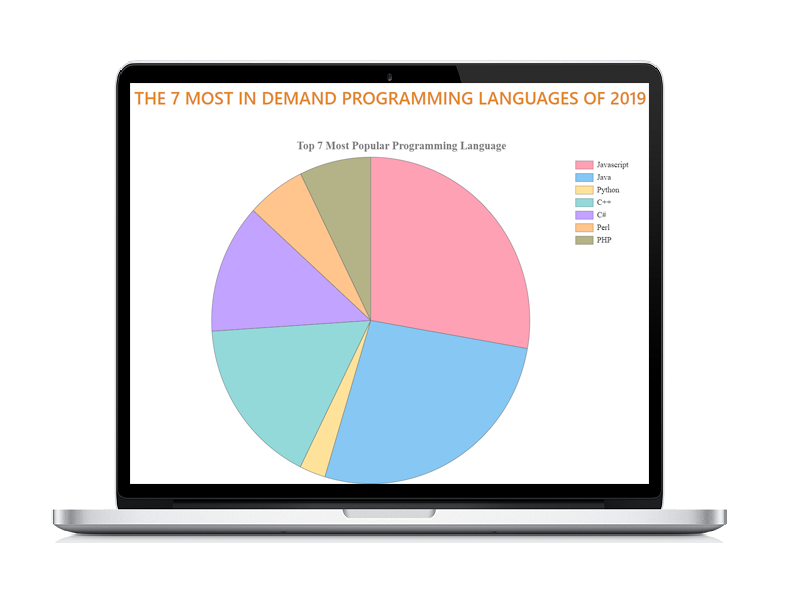 THE 7 MOST IN DEMAND PROGRAMMING LANGUAGES OF 2019
Top 7 Most Popular Programming Language
Javascript
Java
Python
C++
C#
Perl
PHP